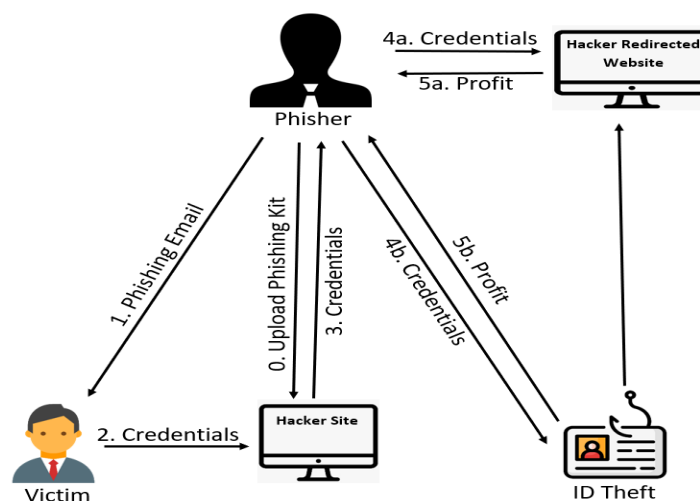 4a. Credentials
Hacker Redirected
Website
5a. Profit
Phisher
1. Phishing Email
0. Upload Phishing Kit
3. Credentials
4b. Credentials
5b. Profit
2. Credentials
Hacker Site
Victim
ID Theft